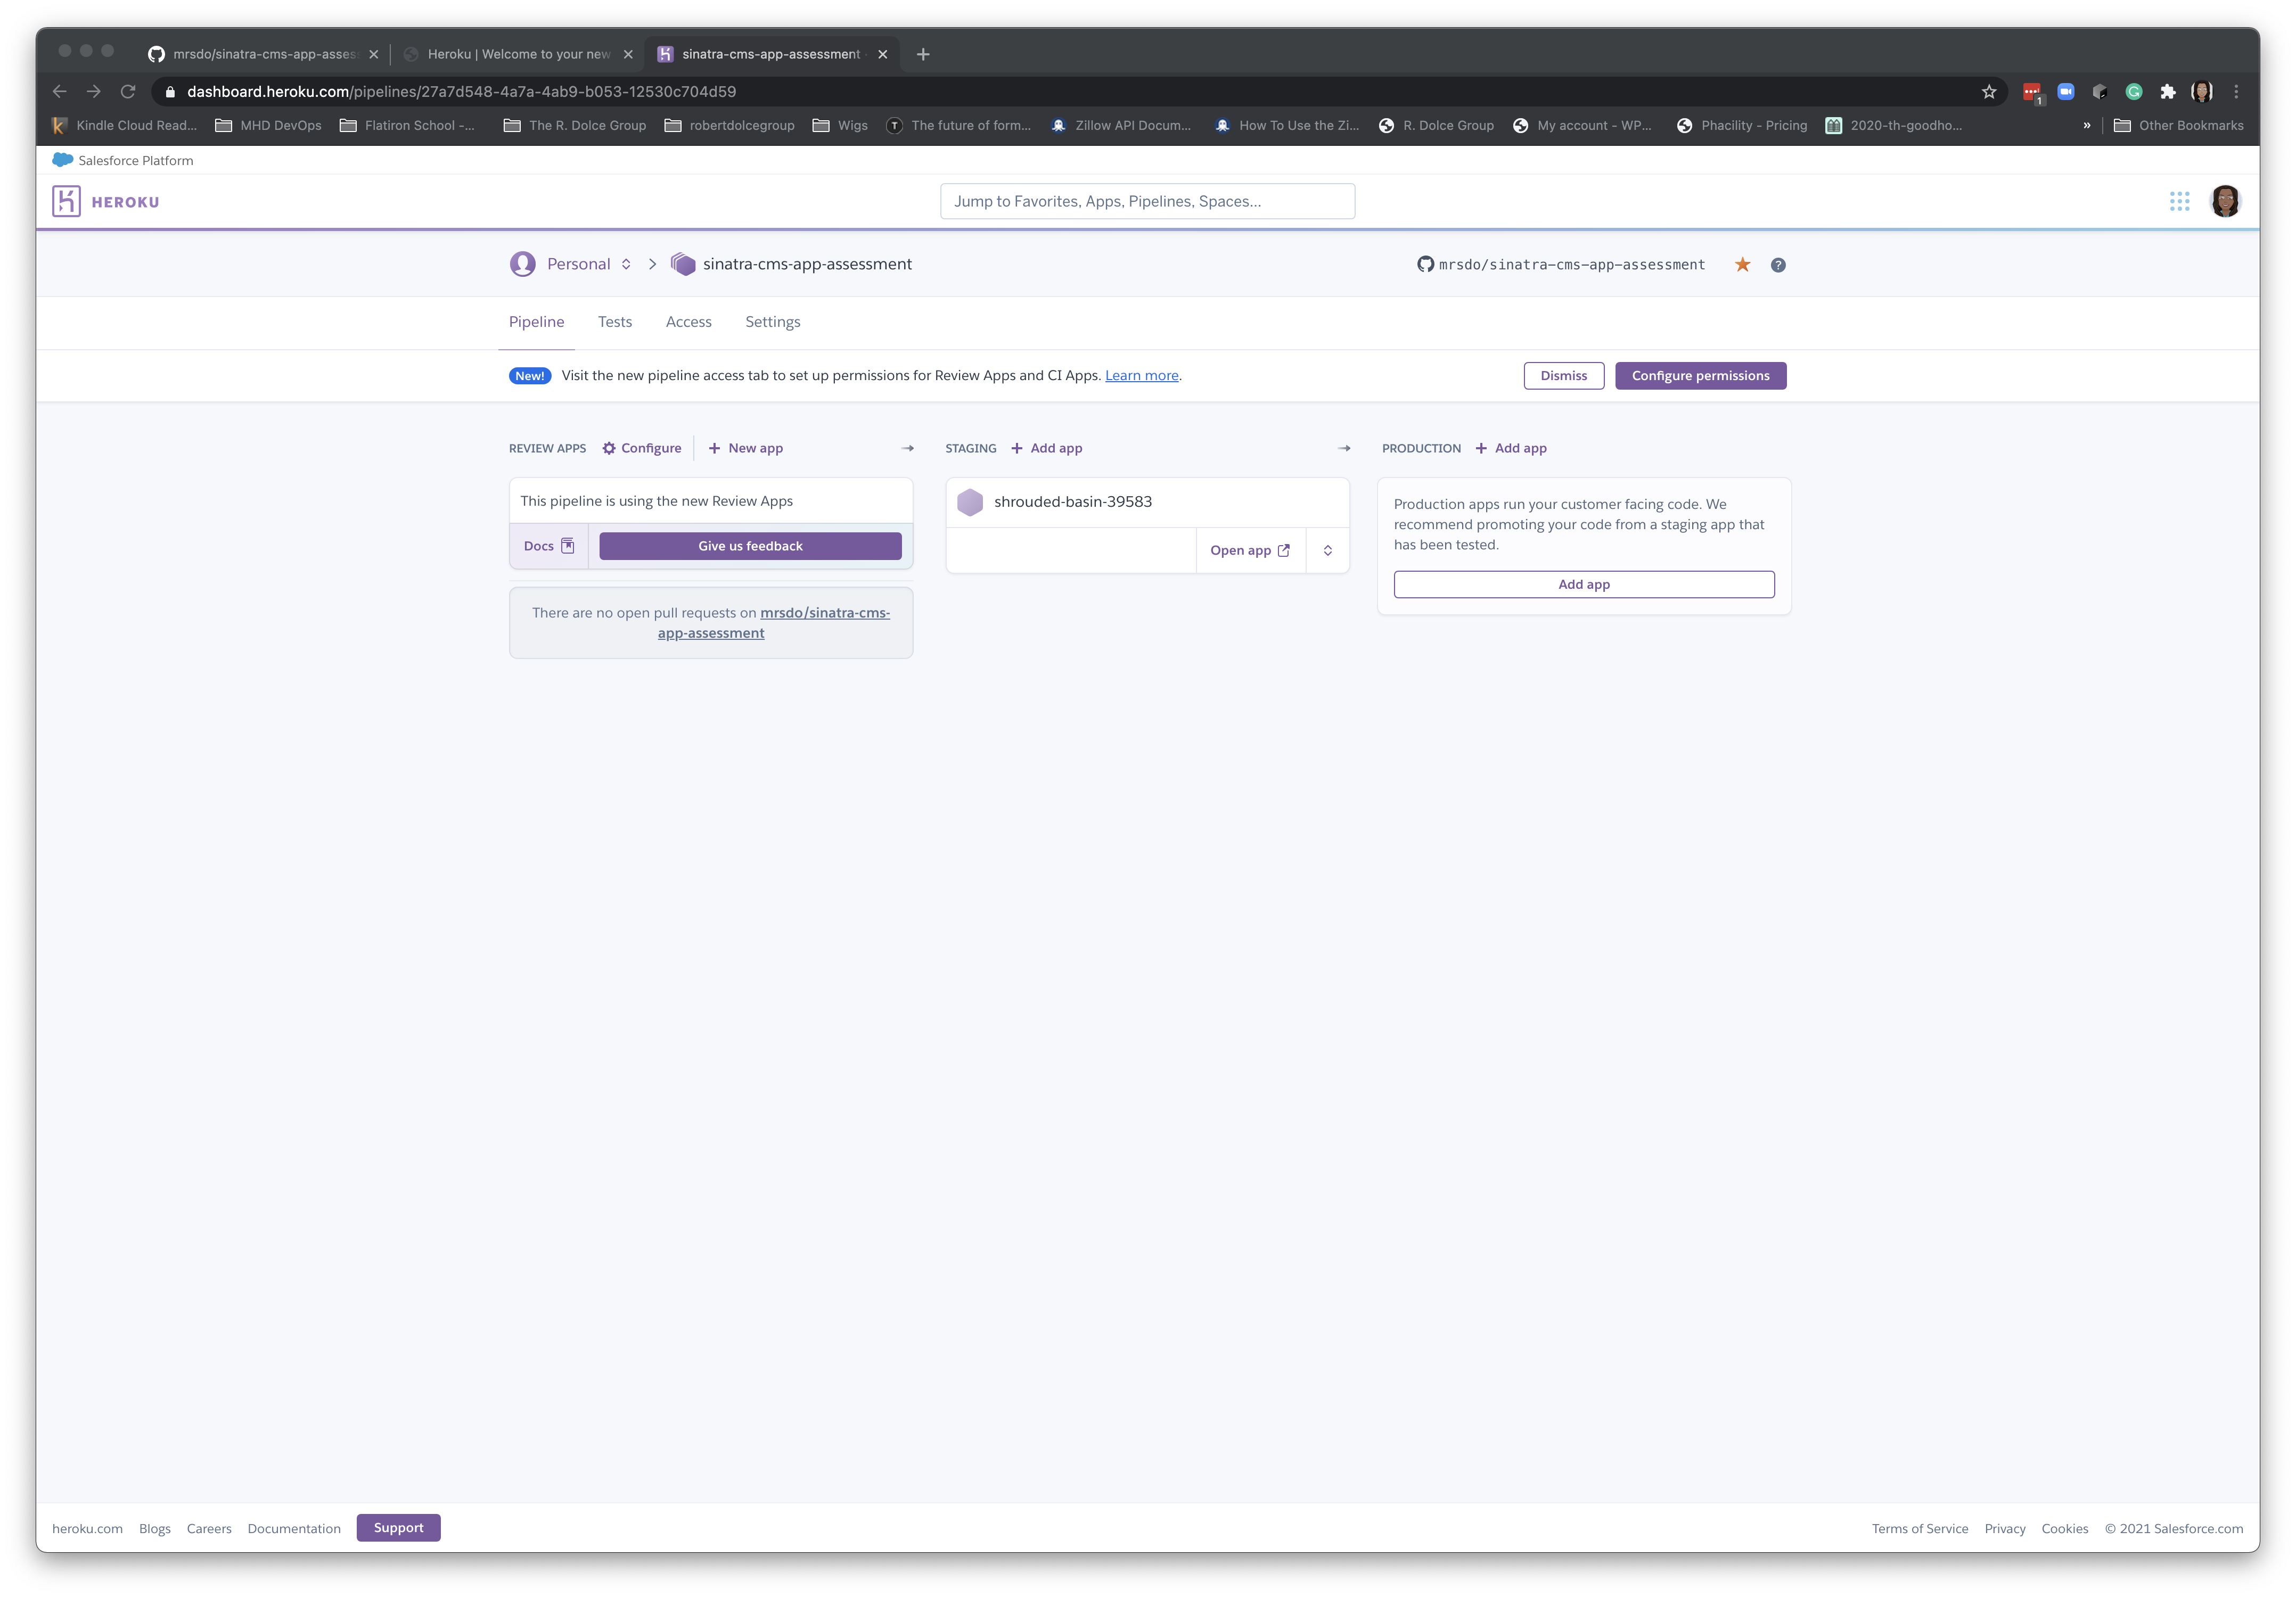 mrsdo/sinatra-cms-app-asses
Heroku | Welcome to your new
sinatra-cms-app-assessment
dashboard.heroku.com/pipelines/27a7d548-4a7a-4ab9-b053-12530c704d59
1
Kindle Cloud Read...
MHD DevOps
Flatiron School -...
The R. Dolce Group
robertdolcegroup
Wigs
The future of form...
Zillow API Docum...
How To Use the Zi...
R. Dolce Group
My account - WP...
Phacility - Pricing
2020-th-goodho...
»
Other Bookmarks
Salesforce Platform
HEROKU
Jump to Favorites, Apps, Pipelines, Spaces...
Personal
sinatra-cms-app-assessment
mrsdo/sinatra-cms-app-assessment
Pipeline
Tests
Access
Settings
New! Visit the new pipeline access tab to set up permissions for Review Apps and CI Apps. Learn more.
Dismiss
Configure permissions
REVIEW APPS
Configure
+ New app
STAGING
+ Add app
PRODUCTION
+ Add app
This pipeline is using the new Review Apps
Docs
Give us feedback
There are no open pull requests on mrsdo/sinatra-cms-
app-assessment
shrouded-basin-39583
Open app
Production apps run your customer facing code. We
recommend promoting your code from a staging app that
has been tested.
Add app
heroku.com
Blogs
Careers
Documentation
Support
Terms of Service
Privacy
Cookies
© 2021 Salesforce.com